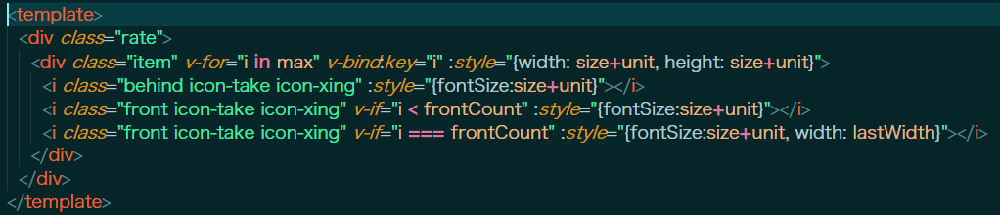 <template>
<div class="rate">
<div class="item" v-for="i in max" v-bind:key="i" :style="{width: size+unit, height: size+unit}">
<i class="behind icon-take icon-xing" :style="{fontSize:size+unit}"></i>
<i class="front icon-take icon-xing" v-if="i < frontCount" :style="{fontSize:size+unit}"></i>
<i class="front icon-take icon-xing" v-if="i === frontCount" :style="{fontSize:size+unit, width: lastWidth}"></i>
</div>
</div>
</template>